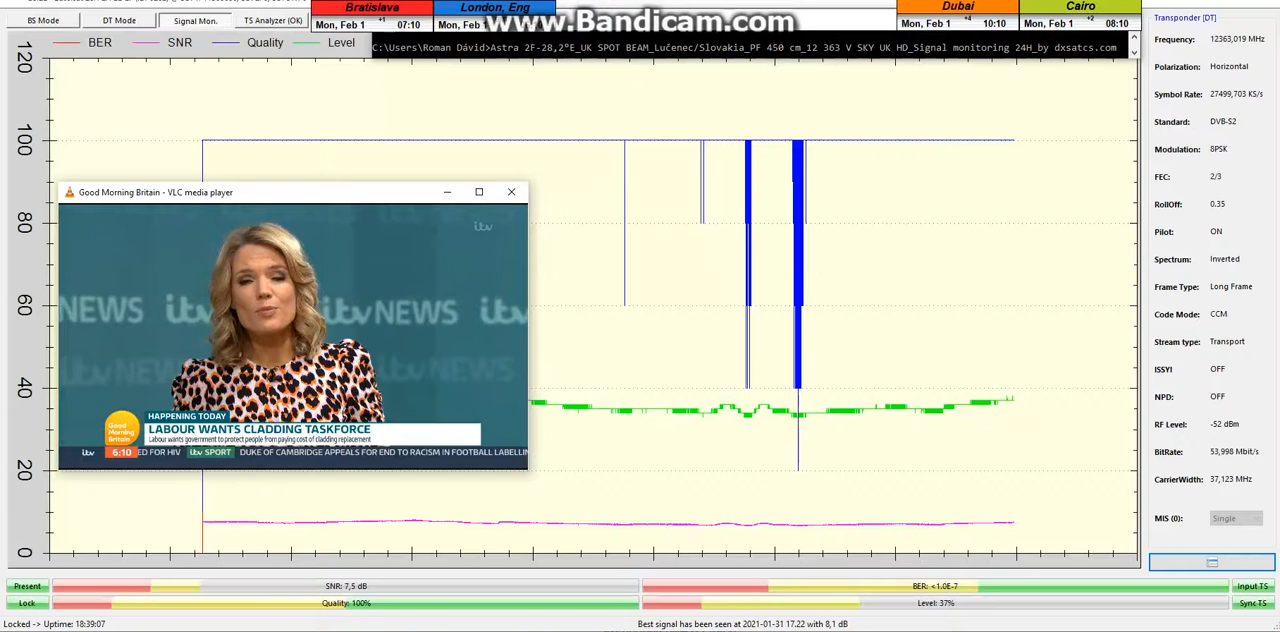 BS Mode
DT Mode
Signal Mon.
TS Analyzer (OK)
Bratislava
Mon, Feb 1 +1 07:10
London, Eng
Mon, Feb 1
www.Bandicam.com
Dubai
Mon, Feb 1 +4 10:10
Cairo
Mon, Feb 1 +2 08:10
BER
SNR
Quality
Level
C:\Users\Roman Dávid>Astra 2F-28,2°E_UK SPOT BEAM_Lučenec/Slovakia_PF 450 cm_12 363 V SKY UK HD_Signal monitoring 24H_by dxsatcs.com
120
100
80
60
40
20
0
Good Morning Britain - VLC media player
itv
NEWS
itv NEWS
itv NEWS
itv
HAPPENING TODAY
LABOUR WANTS CLADDING TASKFORCE
Labour wants government to protect people from paying cost of cladding replacement
Good Morning Britain
itv 6:10 ED FOR HIV itv SPORT DUKE OF CAMBRIDGE APPEALS FOR END TO RACISM IN FOOTBALL LABELLIN
Transponder [DT]
Frequency: 12363,019 MHz
Polarization: Horizontal
Symbol Rate: 27499,703 KS/s
Standard: DVB-S2
Modulation: 8PSK
FEC: 2/3
RollOff: 0.35
Pilot: ON
Spectrum: Inverted
Frame Type: Long Frame
Code Mode: CCM
Stream type: Transport
ISSYI OFF
NPD: OFF
RF Level: -52 dBm
BitRate: 53,998 Mbit/s
CarrierWidth: 37,123 MHz
MIS (0): Single
Present
SNR: 7,5 dB
BER: <1.0E-7
Input TS
Lock
Quality: 100%
Level: 37%
Sync TS
Locked -> Uptime: 18:39:07
Best signal has been seen at 2021-01-31 17.22 with 8,1 dB